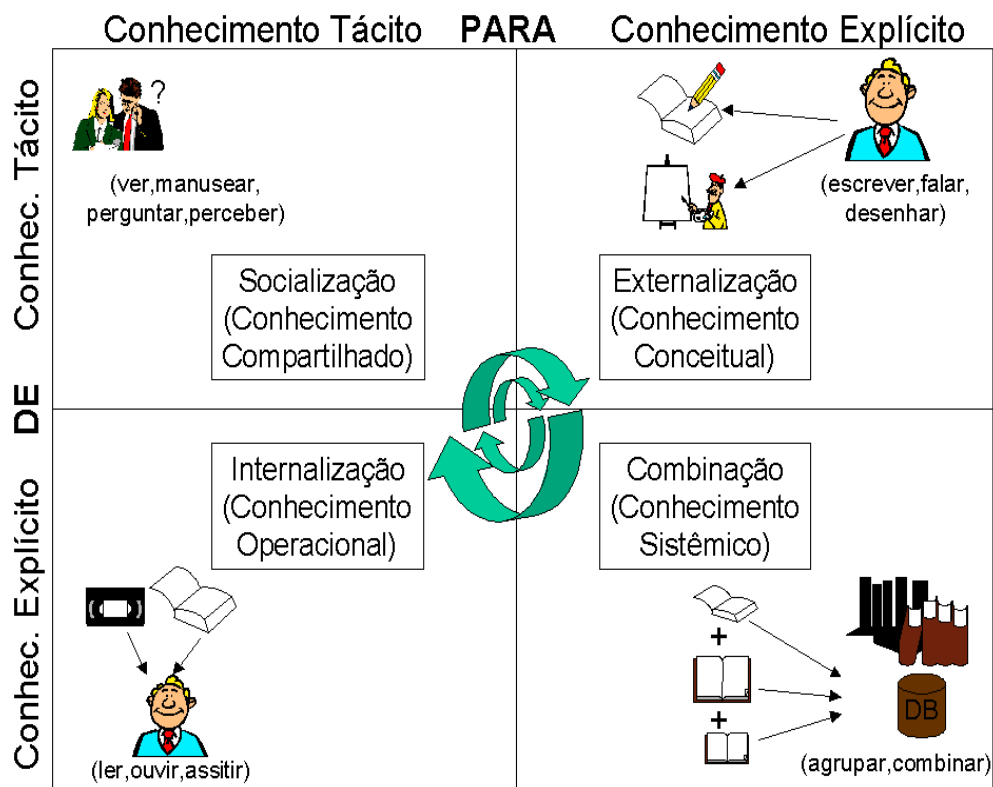 Conhecimento Tácito PARA Conhecimento Explícito
DE Conhec. Tácito
Conhec. Explícito
?
(ver,manusear,
perguntar,perceber)
Socialização
(Conhecimento
Compartilhado)
(escrever,falar,
desenhar)
Externalização
(Conhecimento
Conceitual)
Internalização
(Conhecimento
Operacional)
(ler,ouvir,assitir)
Combinação
(Conhecimento
Sistêmico)
+
+
DB
(agrupar,combinar)